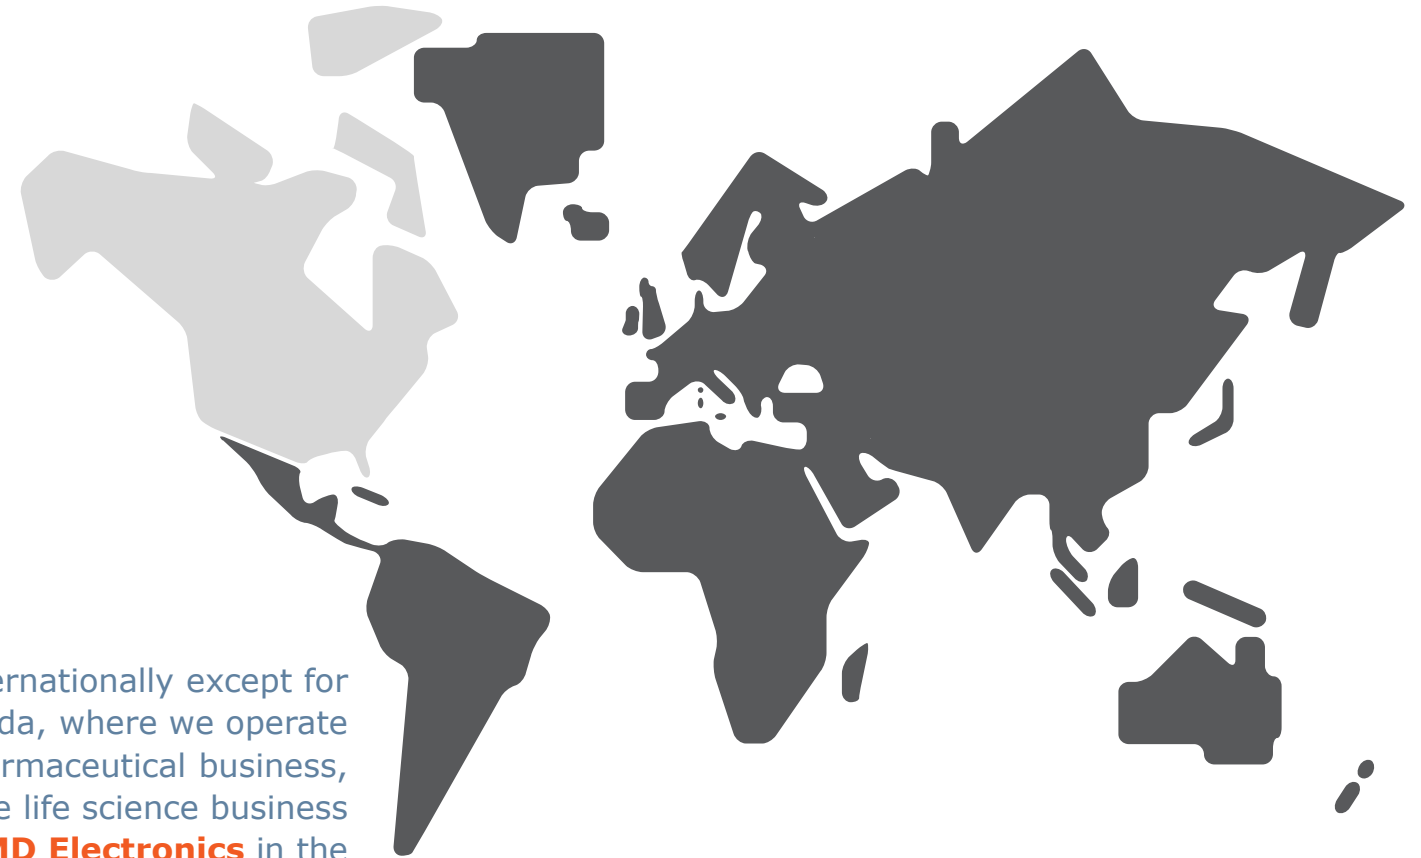 ernationally except for
da, where we operate
rmaceutical business,
e life science business
MD Electronics in the